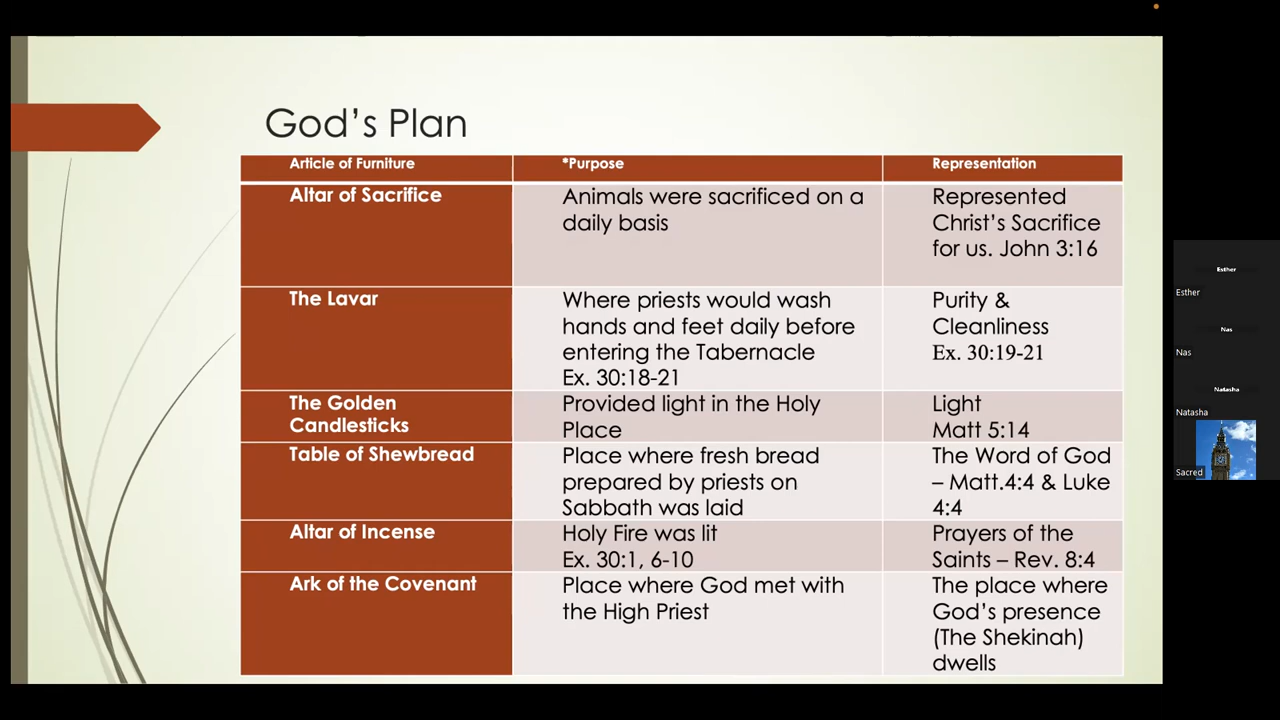 God's Plan
Article of Furniture
*Purpose
Representation
Altar of Sacrifice
Animals were sacrificed on a
daily basis
Represented
Christ's Sacrifice
for us. John 3:16
The Lavar
Where priests would wash
hands and feet daily before
entering the Tabernacle
Ex. 30:18-21
Purity &
Cleanliness
Ex. 30:19-21
The Golden
Candlesticks
Provided light in the Holy
Place
Light
Matt 5:14
Table of Shewbread
Place where fresh bread
prepared by priests on
Sabbath was laid
The Word of God
– Matt.4:4 & Luke
4:4
Altar of Incense
Holy Fire was lit
Ex. 30:1, 6-10
Prayers of the
Saints – Rev. 8:4
Ark of the Covenant
Place where God met with
the High Priest
The place where
God's presence
(The Shekinah)
dwells
Esther
Esther
Nas
Nas
Natasha
Natasha
Sacred